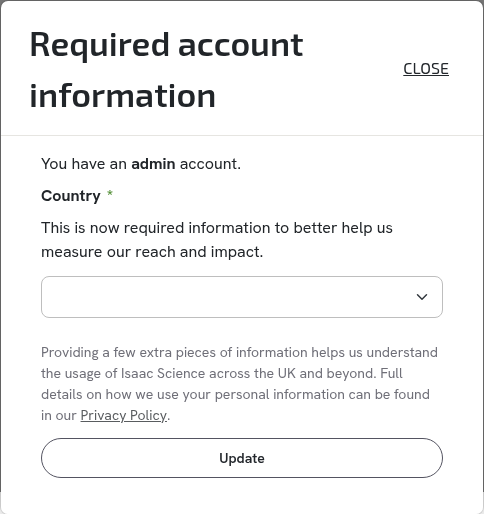 Required account
information
CLOSE
You have an admin account.
Country *
This is now required information to better help us
measure our reach and impact.
Providing a few extra pieces of information helps us understand
the usage of Isaac Science across the UK and beyond. Full
details on how we use your personal information can be found
in our Privacy Policy.
Update